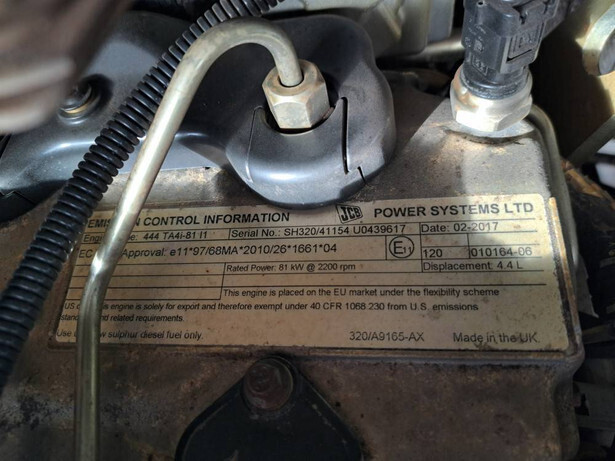 EMISSION CONTROL INFORMATION JCB POWER SYSTEMS LTD
444 TA4i-81 I1 Serial No.: SH320/41154 U0439617 Date: 02-2017
EC Approval: e11*97/68MA*2010/26*1661*04 E11 120 010164-06
Rated Power: 81 kW @ 2200 rpm Displacement: 4.4 L
This engine is placed on the EU market under the flexibility scheme
US this engine is solely for export and therefore exempt under 40 CFR 1068.230 from U.S. emissions
standards and related requirements.
Use low sulphur diesel fuel only. 320/A9165-AX Made in the UK